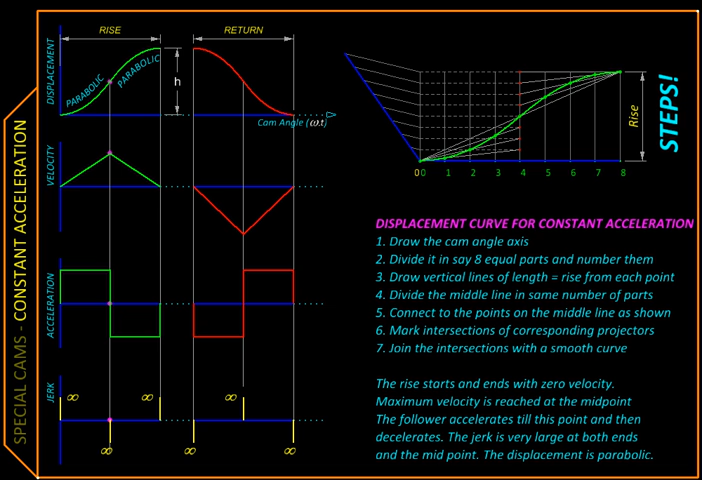 SPECIAL CAMS - CONSTANT ACCELERATION
RISE
RETURN
DISPLACEMENT
PARABOLIC
PARABOLIC
h
Cam Angle (ω.t)
VELOCITY
ACCELERATION
JERK
∞ ∞ ∞
∞ ∞ ∞
Rise
STEPS!
00 1 2 3 4 5 6 7 8
DISPLACEMENT CURVE FOR CONSTANT ACCELERATION
1. Draw the cam angle axis
2. Divide it in say 8 equal parts and number them
3. Draw vertical lines of length = rise from each point
4. Divide the middle line in same number of parts
5. Connect to the points on the middle line as shown
6. Mark intersections of corresponding projectors
7. Join the intersections with a smooth curve
The rise starts and ends with zero velocity.
Maximum velocity is reached at the midpoint
The follower accelerates till this point and then
decelerates. The jerk is very large at both ends
and the mid point. The displacement is parabolic.